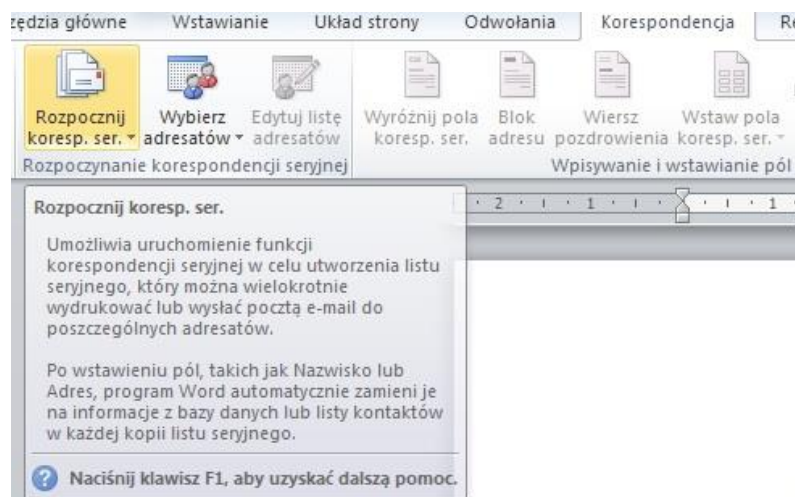 zędzia główne Wstawianie Układ strony Odwołania Korespondencja
Rozpocznij koresp. ser.
Wybierz adresatów
Edytuj listę adresatów
Wyróżnij pola koresp. ser.
Blok adresu
Wiersz pozdrowienia
Wstaw pola koresp. ser.
Rozpoczynanie korespondencji seryjnej
Wpisywanie i wstawianie pól
2 1 1
Rozpocznij koresp. ser.
Umożliwia uruchomienie funkcji
korespondencji seryjnej w celu utworzenia listu
seryjnego, który można wielokrotnie
wydrukować lub wysłać pocztą e-mail do
poszczególnych adresatów.
Po wstawieniu pól, takich jak Nazwisko lub
Adres, program Word automatycznie zamieni je
na informacje z bazy danych lub listy kontaktów
w każdej kopii listu seryjnego.
Naciśnij klawisz F1, aby uzyskać dalszą pomoc.